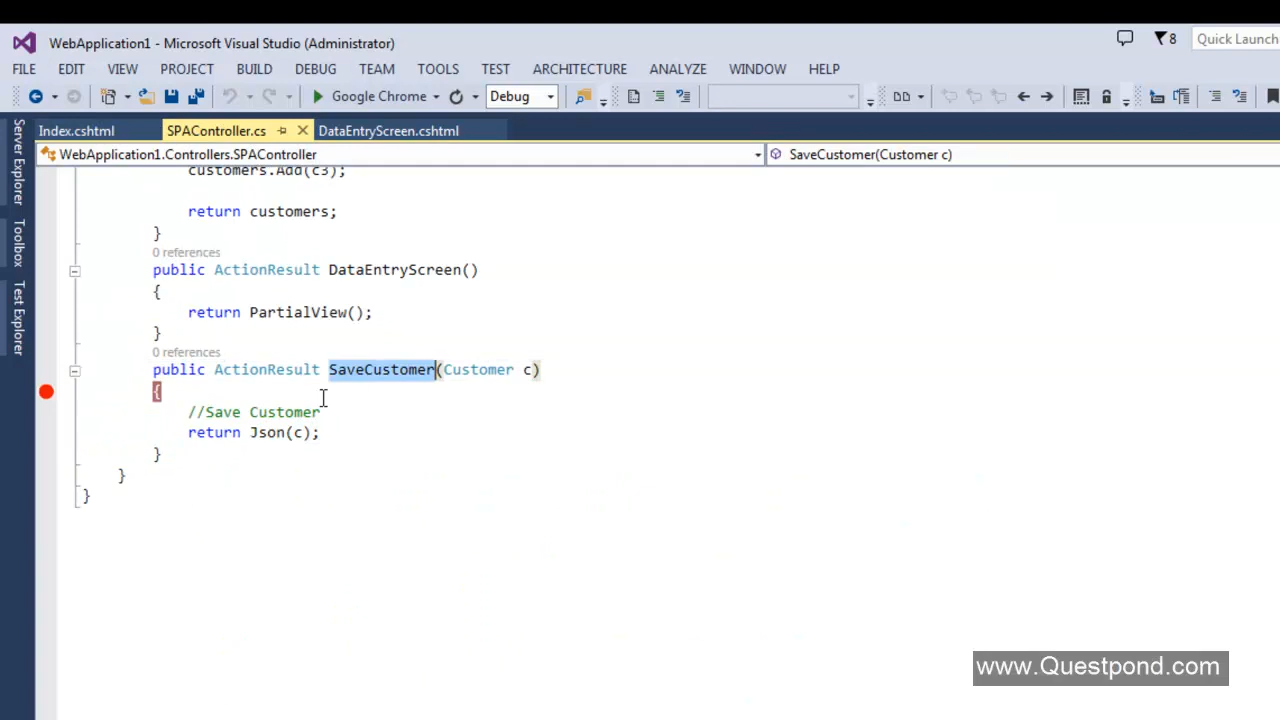 WebApplication1 - Microsoft Visual Studio (Administrator) 8 Quick Launch
FILE EDIT VIEW PROJECT BUILD DEBUG TEAM TOOLS TEST ARCHITECTURE ANALYZE WINDOW HELP
Google Chrome Debug
Server Explorer
Toolbox
Test Explorer
Index.cshtml SPAController.cs DataEntryScreen.cshtml
WebApplication1.Controllers.SPAController SaveCustomer(Customer c)
customers.Add(c3);
return customers;
}
0 references
public ActionResult DataEntryScreen()
{
return PartialView();
}
0 references
public ActionResult SaveCustomer(Customer c)
{
//Save Customer
return Json(c);
}
}
}
www.Questpond.com